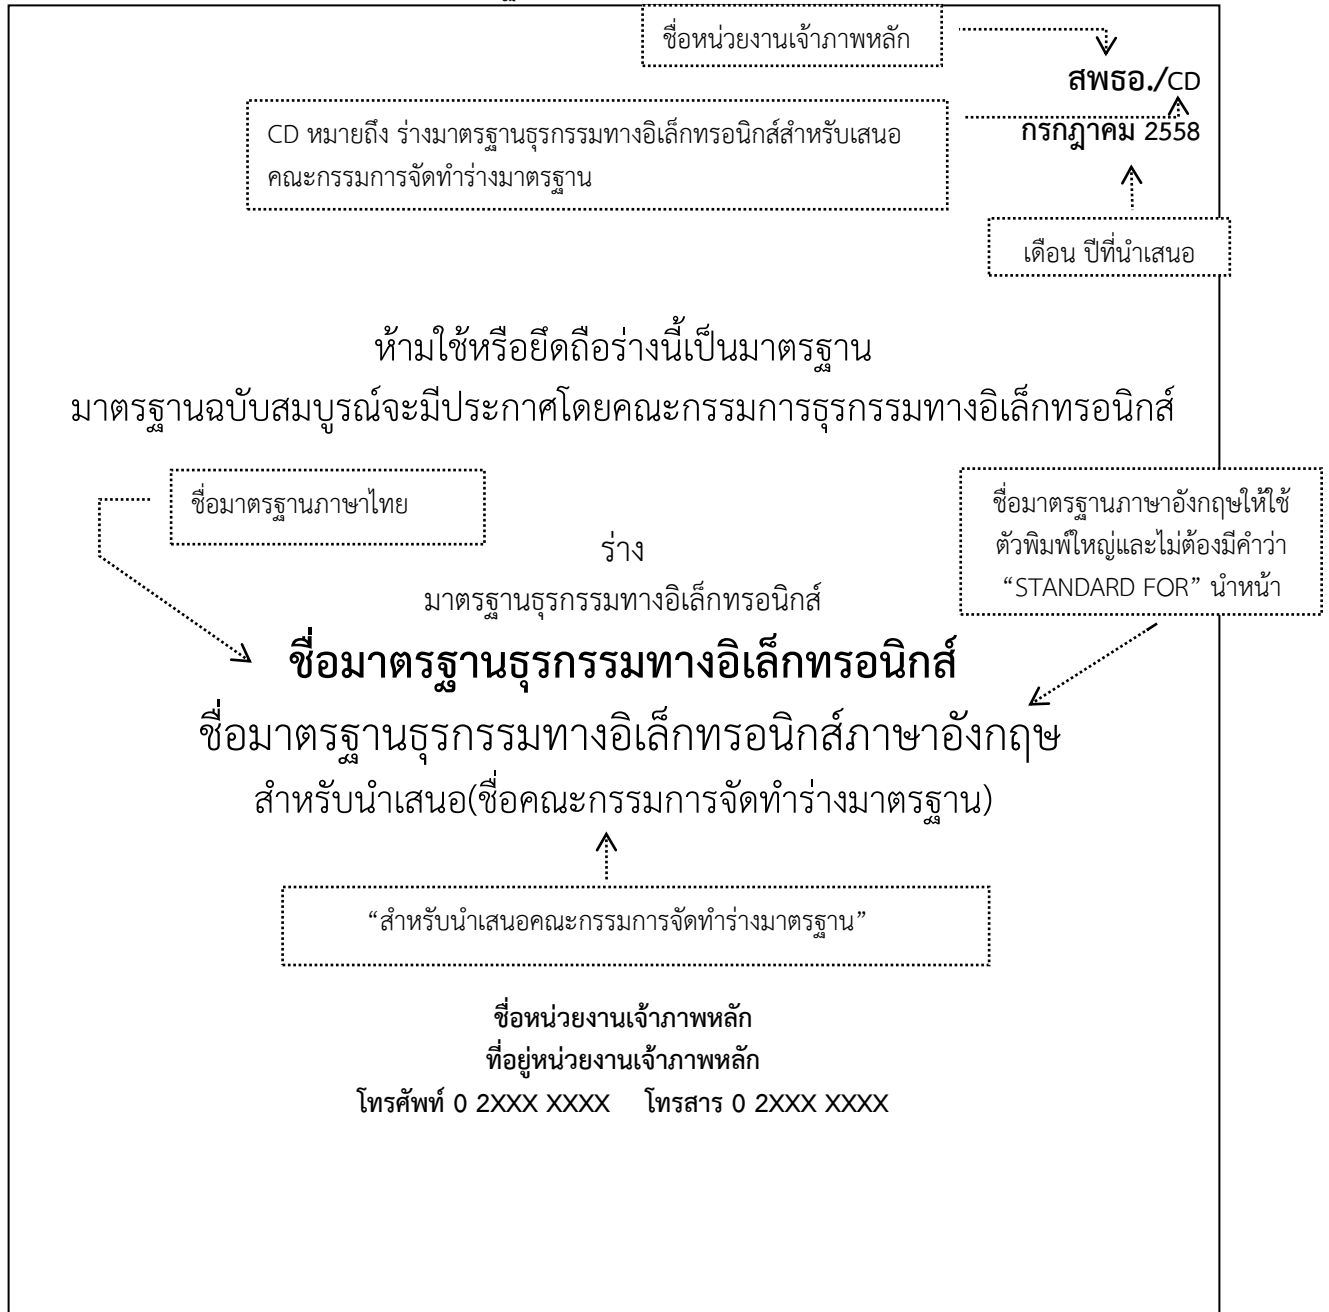 ชื่อหน่วยงานเจ้าภาพหลัก
สพธอ./CD
CD หมายถึง ร่างมาตรฐานธุรกรรมทางอิเล็กทรอนิกส์สำหรับเสนอ
คณะกรรมการจัดทำร่างมาตรฐาน
กรกฎาคม 2558
เดือน ปีที่นำเสนอ
ห้ามใช้หรือยึดถือร่างนี้เป็นมาตรฐาน
มาตรฐานฉบับสมบูรณ์จะมีประกาศโดยคณะกรรมการธุรกรรมทางอิเล็กทรอนิกส์
ชื่อมาตรฐานภาษาไทย
ชื่อมาตรฐานภาษาอังกฤษให้ใช้
ตัวพิมพ์ใหญ่และไม่ต้องมีคำว่า
“STANDARD FOR” นำหน้า
ร่าง
มาตรฐานธุรกรรมทางอิเล็กทรอนิกส์
ชื่อมาตรฐานธุรกรรมทางอิเล็กทรอนิกส์
ชื่อมาตรฐานธุรกรรมทางอิเล็กทรอนิกส์ภาษาอังกฤษ
สำหรับนำเสนอ(ชื่อคณะกรรมการจัดทำร่างมาตรฐาน)
“สำหรับนำเสนอคณะกรรมการจัดทำร่างมาตรฐาน”
ชื่อหน่วยงานเจ้าภาพหลัก
ที่อยู่หน่วยงานเจ้าภาพหลัก
โทรศัพท์ 0 2XXX XXXX โทรสาร 0 2XXX XXXX